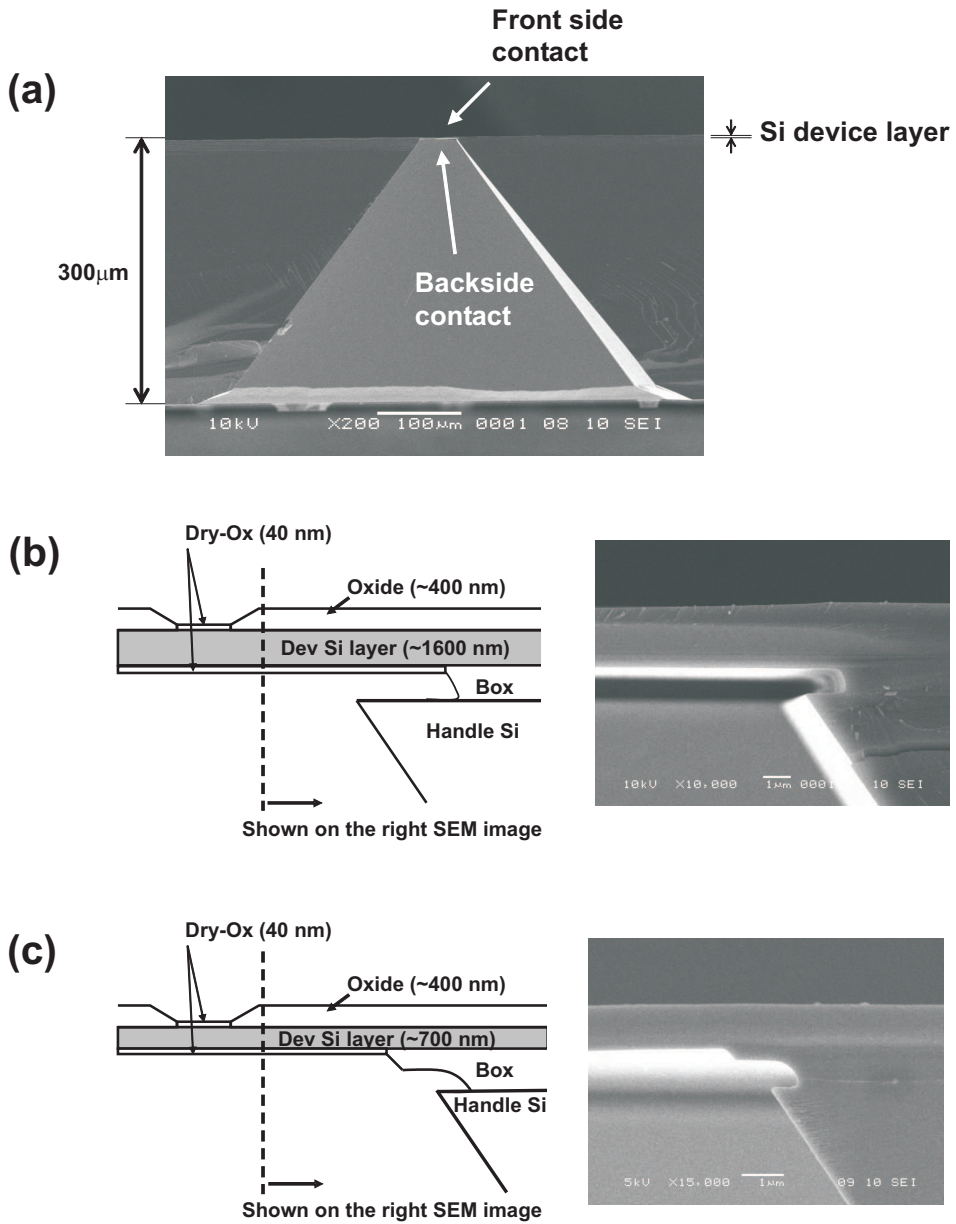 Front side
contact
(a)
Si device layer
300μm
Backside
contact
10kV X200 100μm 0001 08 10 SEI
(b)
Dry-Ox (40 nm)
Oxide (~400 nm)
Dev Si layer (~1600 nm)
Box
Handle Si
Shown on the right SEM image
10kV X10,000 1μm 0001 10 SEI
(c)
Dry-Ox (40 nm)
Oxide (~400 nm)
Dev Si layer (~700 nm)
Box
Handle Si
Shown on the right SEM image
5kV X15,000 1μm 09 10 SEI